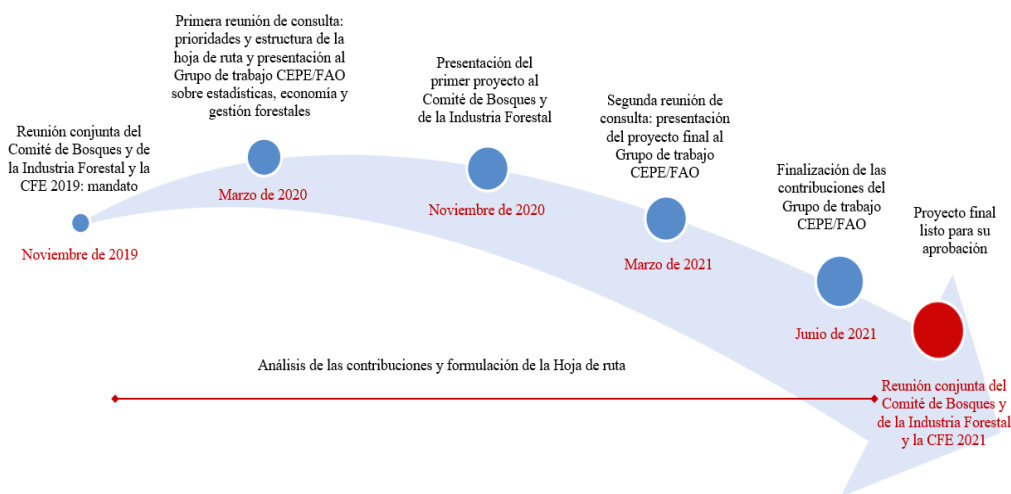 Reunión conjunta del
Comité de Bosques y de
la Industria Forestal y la
CFE 2019: mandato
Noviembre de 2019
Primera reunión de consulta:
prioridades y estructura de la
hoja de ruta y presentación al
Grupo de trabajo CEPE/FAO
sobre estadísticas, economía y
gestión forestales
Marzo de 2020
Presentación del
primer proyecto al
Comité de Bosques y
de la Industria Forestal
Noviembre de 2020
Segunda reunión de
consulta: presentación
del proyecto final al
Grupo de trabajo
CEPE/FAO
Marzo de 2021
Finalización de las
contribuciones del
Grupo de trabajo
CEPE/FAO
Junio de 2021
Proyecto final
listo para su
aprobación
Reunión conjunta del
Comité de Bosques y
de la Industria Forestal
y la CFE 2021
Análisis de las contribuciones y formulación de la Hoja de ruta